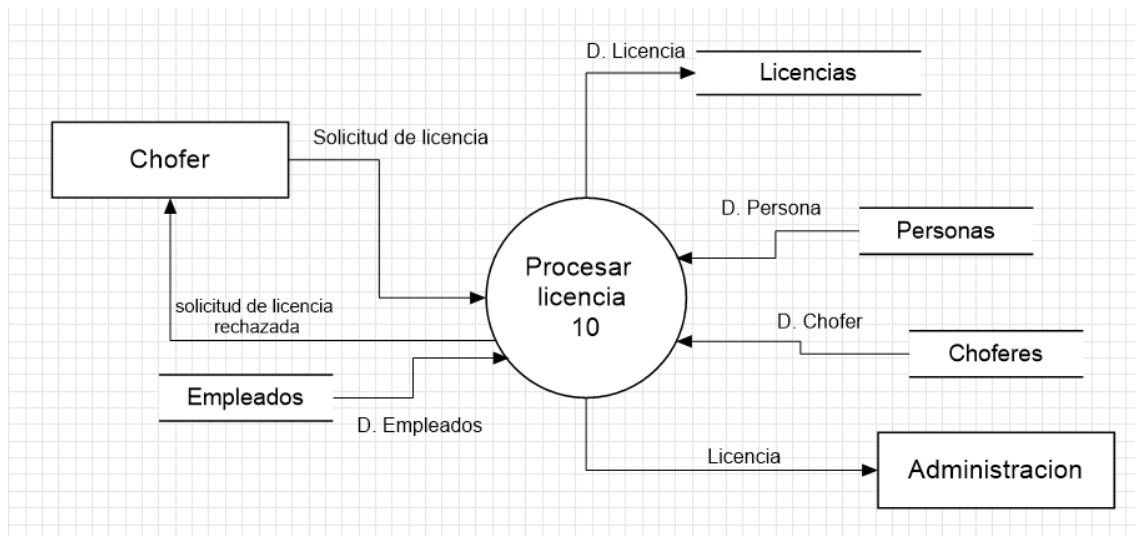 D. Licencia
Licencias
Solicitud de licencia
Chofer
D. Persona
Personas
Procesar
licencia
10
solicitud de licencia
rechazada
D. Chofer
Choferes
Empleados
D. Empleados
Licencia
Administracion